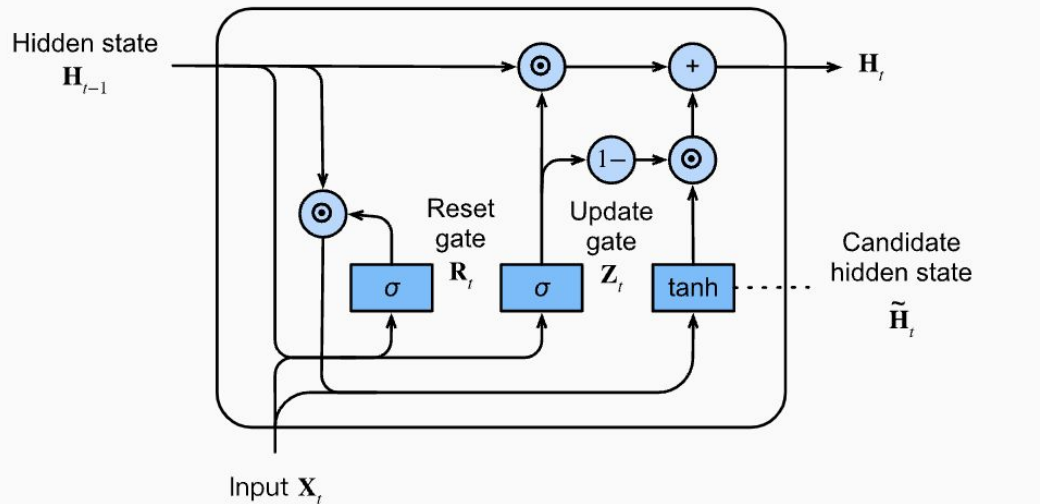 Hidden state
H_{t−1}
⊙
+
H_t
1−
⊙
⊙
Reset
gate
R_t
Update
gate
Z_t
σ
σ
tanh
Candidate
hidden state
H̃_t
Input X_t